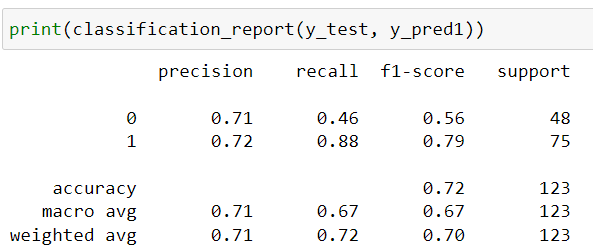 print(classification_report(y_test, y_pred1))
precision recall f1-score support
0 0.71 0.46 0.56 48
1 0.72 0.88 0.79 75
accuracy 0.72 123
macro avg 0.71 0.67 0.67 123
weighted avg 0.71 0.72 0.70 123